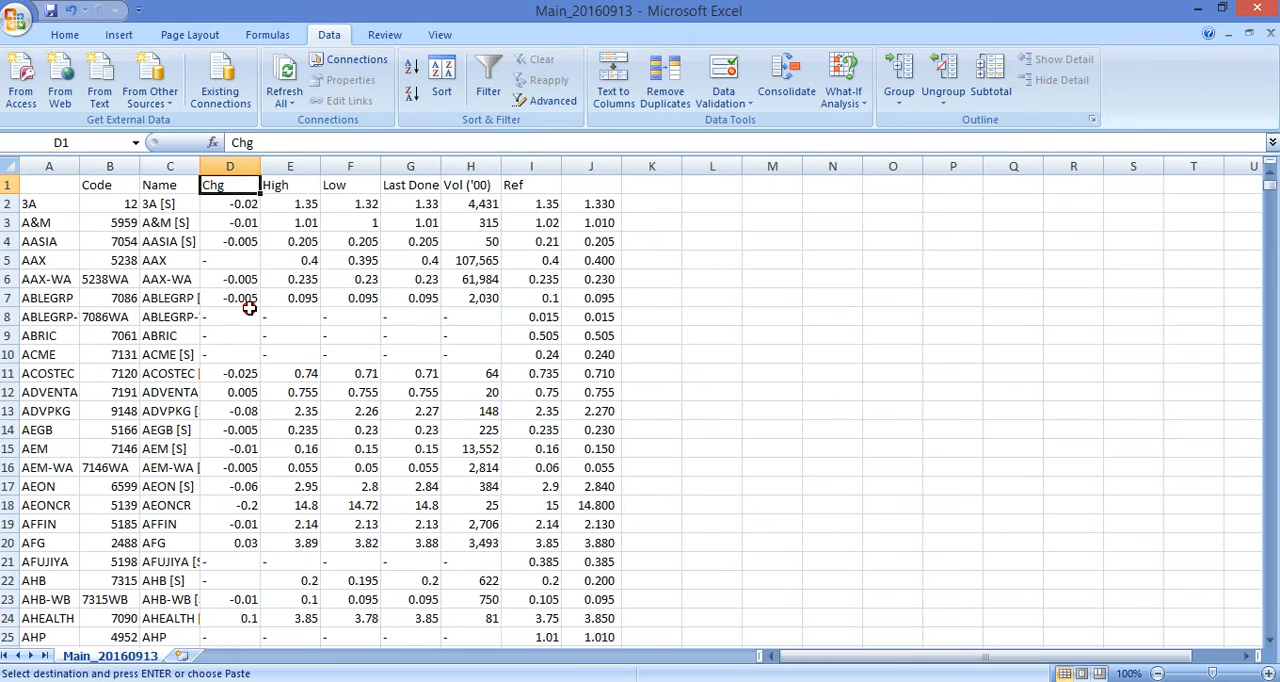 Main_20160913 - Microsoft Excel
Home Insert Page Layout Formulas Data Review View
From Access
From Web
From Text
From Other Sources
Existing Connections
Get External Data
Refresh All
Connections
Properties
Edit Links
Connections
Sort
Filter
Clear
Reapply
Advanced
Sort & Filter
Text to Columns
Remove Duplicates
Data Validation
Consolidate
What-If Analysis
Data Tools
Group
Ungroup
Subtotal
Show Detail
Hide Detail
Outline
D1 fx Chg
A B C D E F G H I J K L M N O P Q R S T U
1 Code Name Chg High Low Last Done Vol ('00) Ref
2 3A 12 3A [S] -0.02 1.35 1.32 1.33 4,431 1.35 1.330
3 A&M 5959 A&M [S] -0.01 1.01 1 1.01 315 1.02 1.010
4 AASIA 7054 AASIA [S] -0.005 0.205 0.205 0.205 50 0.21 0.205
5 AAX 5238 AAX - 0.4 0.395 0.4 107,565 0.4 0.400
6 AAX-WA 5238WA AAX-WA -0.005 0.235 0.23 0.23 61,984 0.235 0.230
7 ABLEGRP 7086 ABLEGRP [ -0.005 0.095 0.095 0.095 2,030 0.1 0.095
8 ABLEGRP- 7086WA ABLEGRP- - - - - - 0.015 0.015
9 ABRIC 7061 ABRIC - - - - - 0.505 0.505
10 ACME 7131 ACME [S] - - - - - 0.24 0.240
11 ACOSTEC 7120 ACOSTEC [ -0.025 0.74 0.71 0.71 64 0.735 0.710
12 ADVENTA 7191 ADVENTA 0.005 0.755 0.755 0.755 20 0.75 0.755
13 ADVPKG 9148 ADVPKG [ -0.08 2.35 2.26 2.27 148 2.35 2.270
14 AEGB 5166 AEGB [S] -0.005 0.235 0.23 0.23 225 0.235 0.230
15 AEM 7146 AEM [S] -0.01 0.16 0.15 0.15 13,552 0.16 0.150
16 AEM-WA 7146WA AEM-WA [ -0.005 0.055 0.05 0.055 2,814 0.06 0.055
17 AEON 6599 AEON [S] -0.06 2.95 2.8 2.84 384 2.9 2.840
18 AEONCR 5139 AEONCR -0.2 14.8 14.72 14.8 25 15 14.800
19 AFFIN 5185 AFFIN -0.01 2.14 2.13 2.13 2,706 2.14 2.130
20 AFG 2488 AFG 0.03 3.89 3.82 3.88 3,493 3.85 3.880
21 AFUJIYA 5198 AFUJIYA [S - - - - - 0.385 0.385
22 AHB 7315 AHB [S] - 0.2 0.195 0.2 622 0.2 0.200
23 AHB-WB 7315WB AHB-WB [ -0.01 0.1 0.095 0.095 750 0.105 0.095
24 AHEALTH 7090 AHEALTH [ 0.1 3.85 3.78 3.85 81 3.75 3.850
25 AHP 4952 AHP - - - - - 1.01 1.010
Main_20160913
Select destination and press ENTER or choose Paste 100%